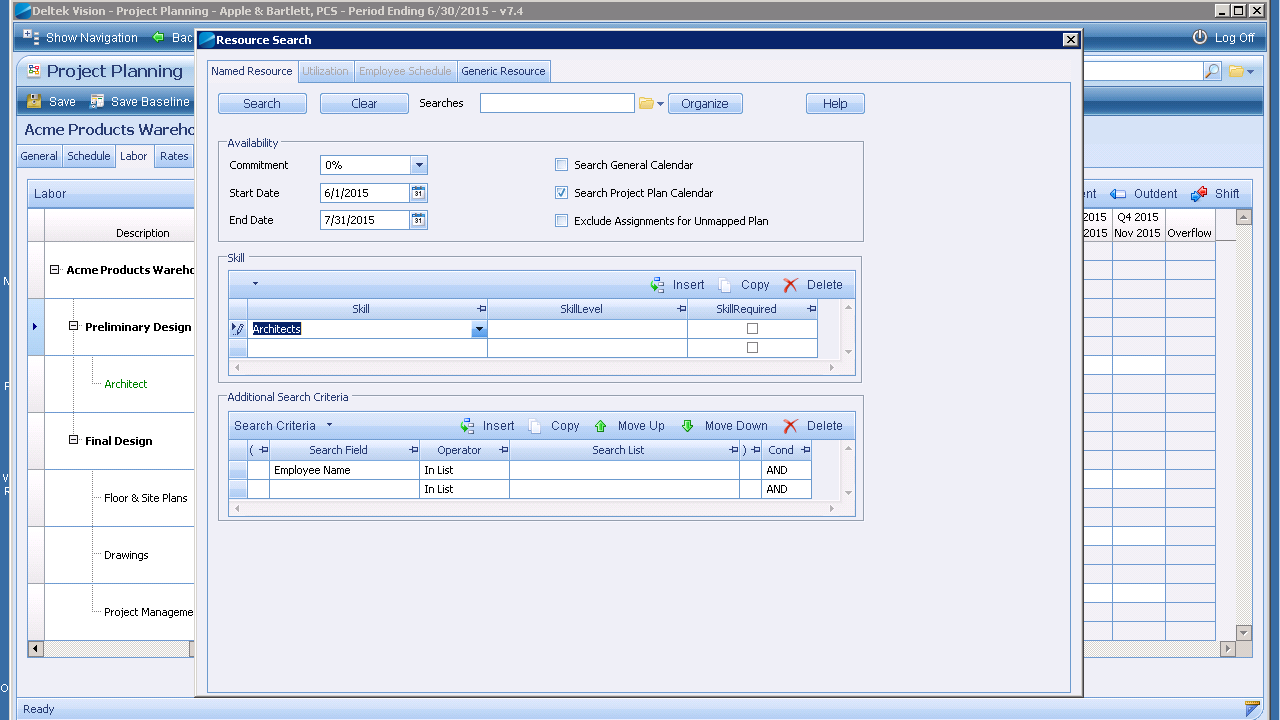 Deltek Vision - Project Planning - Apple & Bartlett, PCS - Period Ending 6/30/2015 - v7.4
Show Navigation
Bac
Log Off
Resource Search
Project Planning
Named Resource Utilization Employee Schedule Generic Resource
Save Save Baseline
Search Clear Searches Organize Help
Acme Products Wareho
General Schedule Labor Rates
Availability
Commitment 0% Search General Calendar
Start Date 6/1/2015 31 Search Project Plan Calendar
End Date 7/31/2015 31 Exclude Assignments for Unmapped Plan
Labor
nt Outdent Shift
2015 Q4 2015
Description
2015 Nov 2015 Overflow
Skill
Insert Copy Delete
Skill SkillLevel SkillRequired
Architects
Acme Products Wareho
Preliminary Design
Architect
Final Design
Floor & Site Plans
Drawings
Project Manageme
Additional Search Criteria
Search Criteria Insert Copy Move Up Move Down Delete
( Search Field Operator Search List ) Cond
Employee Name In List AND
In List AND
Ready